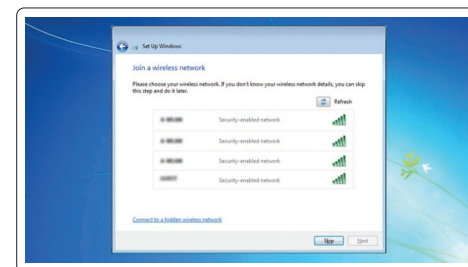 Set Up Windows
Join a wireless network
Please choose your wireless network. If you don't know your wireless network details, you can skip
this step and do it later.
Refresh
Security-enabled network
Security-enabled network
Security-enabled network
Security-enabled network
Connect to a hidden wireless network
Skip Next